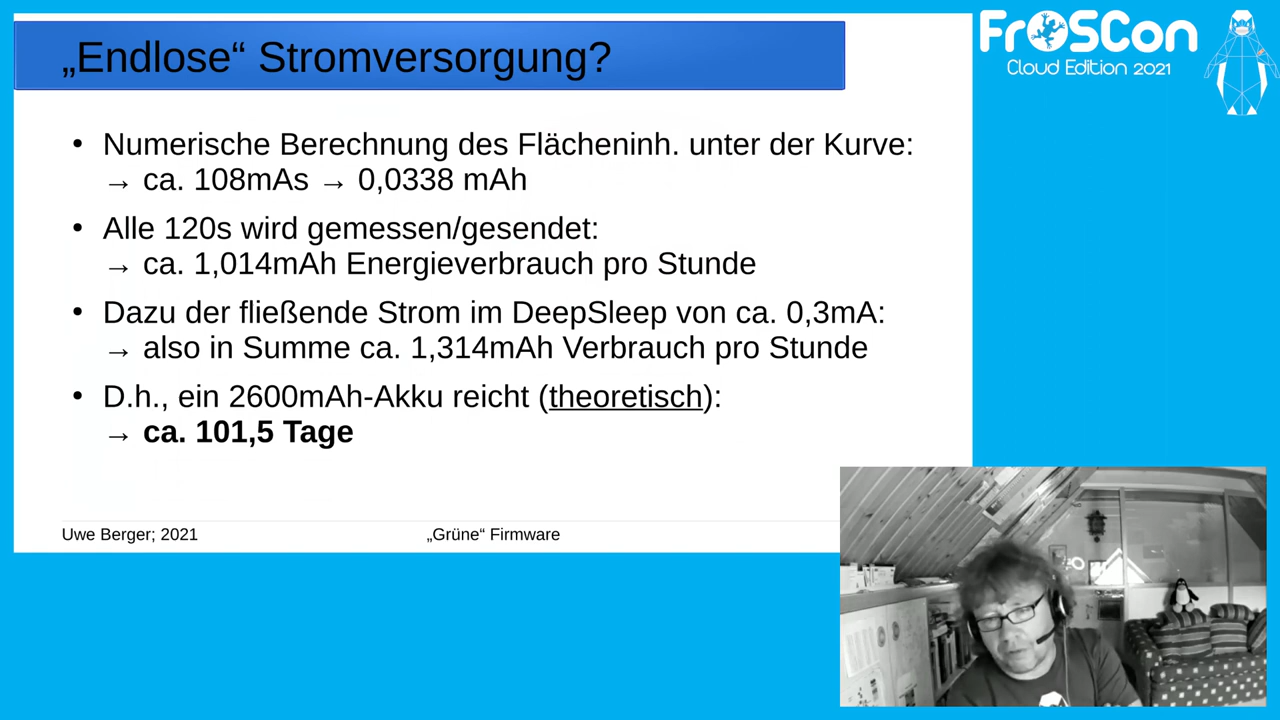 „Endlose“ Stromversorgung?
FrOSCon
Cloud Edition 2021
• Numerische Berechnung des Flächeninh. unter der Kurve:
→ ca. 108mAs → 0,0338 mAh
• Alle 120s wird gemessen/gesendet:
→ ca. 1,014mAh Energieverbrauch pro Stunde
• Dazu der fließende Strom im DeepSleep von ca. 0,3mA:
→ also in Summe ca. 1,314mAh Verbrauch pro Stunde
• D.h., ein 2600mAh-Akku reicht (theoretisch):
→ ca. 101,5 Tage
Uwe Berger; 2021
„Grüne“ Firmware